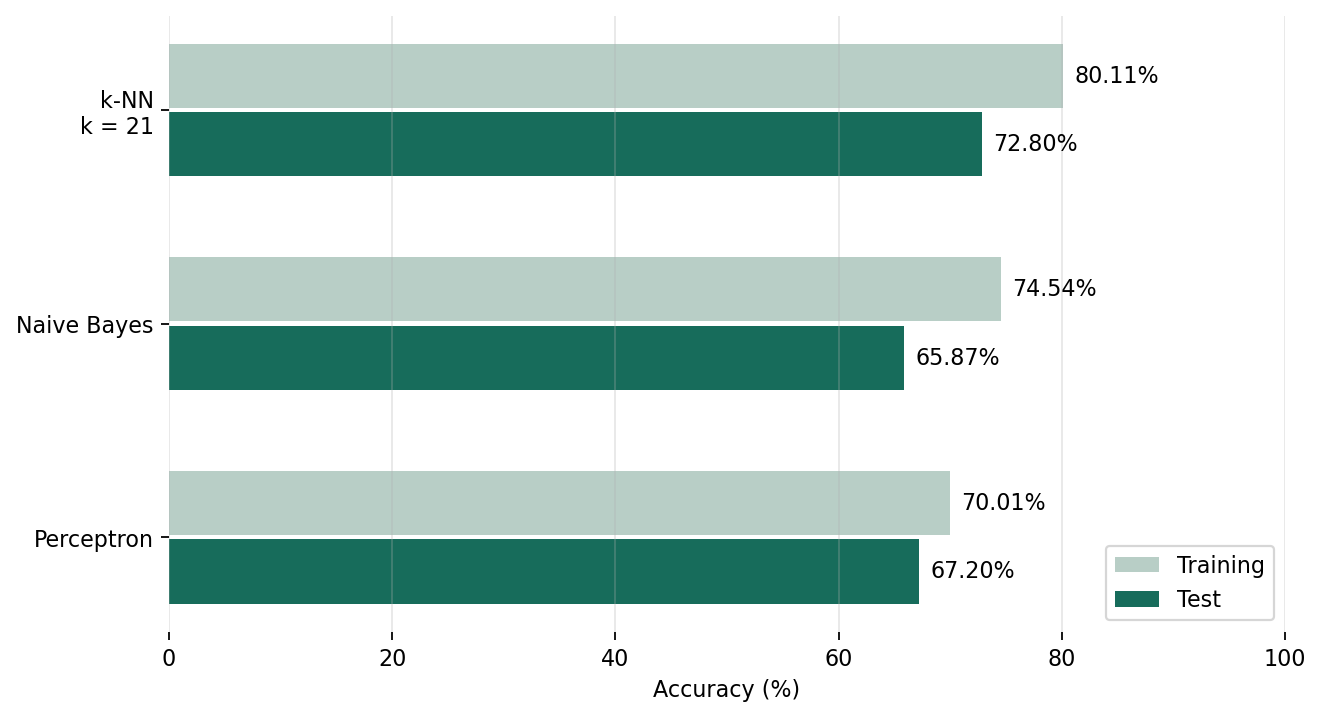 k-NN
k = 21
80.11%
72.80%
Naive Bayes
74.54%
65.87%
Perceptron
70.01%
67.20%
Training
Test
0 20 40 60 80 100
Accuracy (%)